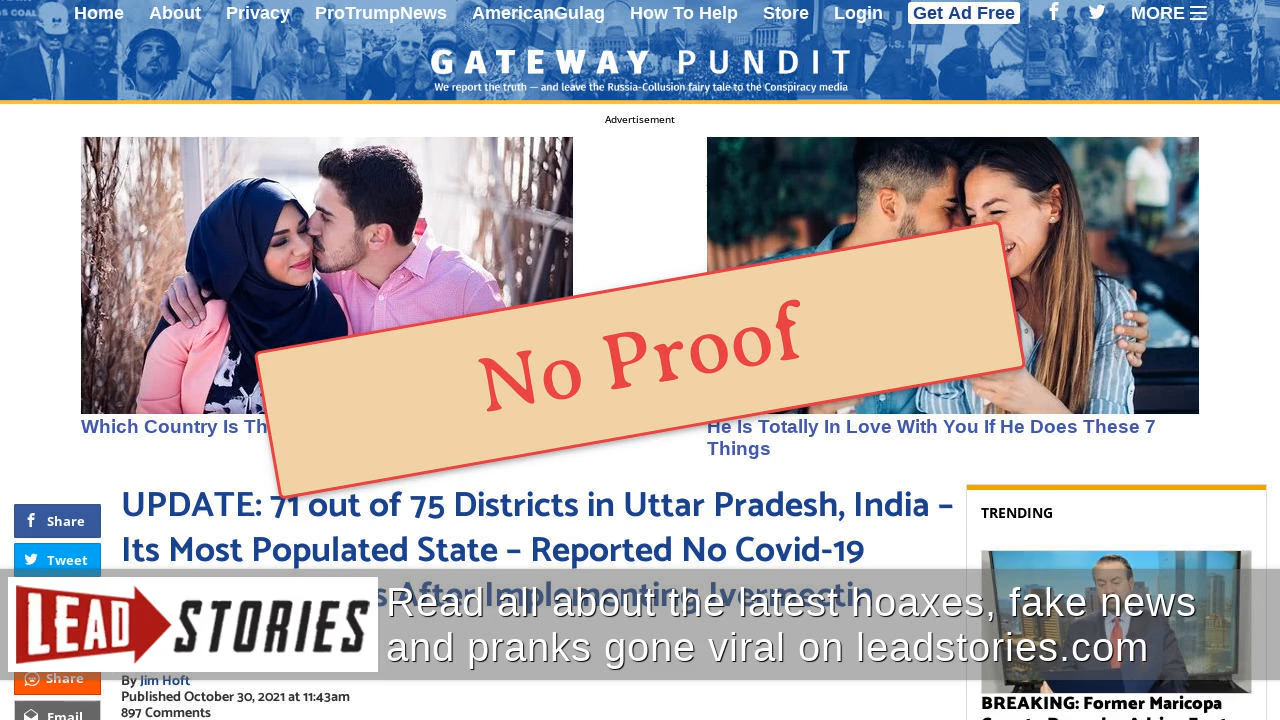 Home About Privacy ProTrumpNews AmericanGulag How To Help Store Login Get Ad Free MORE
GATEWAY PUNDIT
We report the truth — and leave the Russia-Collusion fairy tale to the Conspiracy media
Advertisement
No Proof
Which Country Is Th
He Is Totally In Love With You If He Does These 7
Things
UPDATE: 71 out of 75 Districts in Uttar Pradesh, India –
Its Most Populated State – Reported No Covid-19
s After Implementing Ivermectin
Share
Tweet
Share
Email
LEAD STORIES
Read all about the latest hoaxes, fake news
and pranks gone viral on leadstories.com
By Jim Hoft
Published October 30, 2021 at 11:43am
897 Comments
TRENDING
BREAKING: Former Maricopa